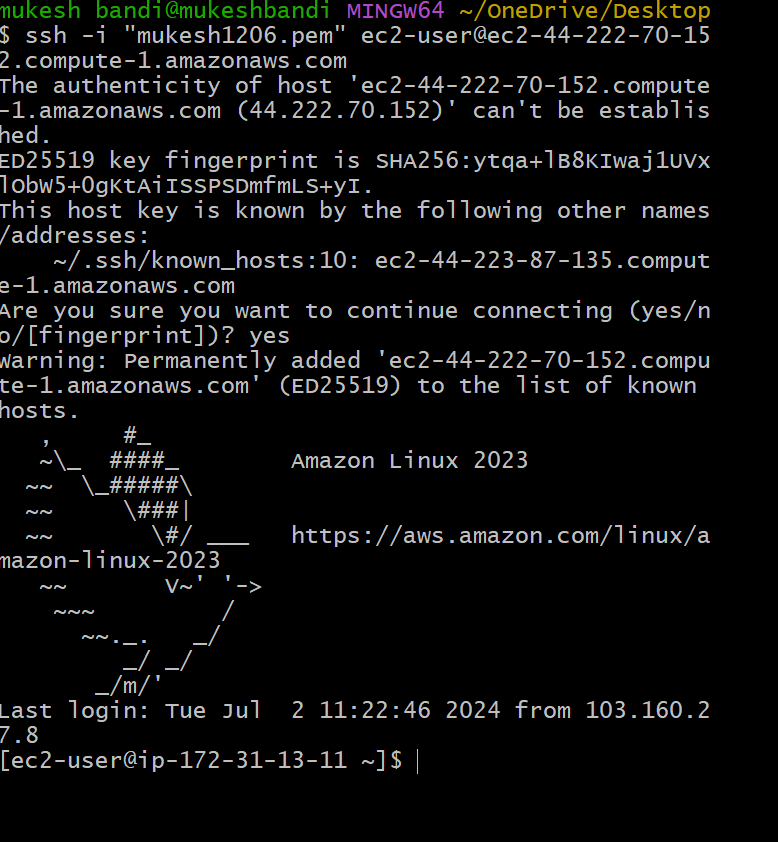 mukesh bandi@mukeshbandi MINGW64 ~/OneDrive/Desktop
$ ssh -i "mukesh1206.pem" ec2-user@ec2-44-222-70-15
2.compute-1.amazonaws.com
The authenticity of host 'ec2-44-222-70-152.compute
-1.amazonaws.com (44.222.70.152)' can't be establis
hed.
ED25519 key fingerprint is SHA256:ytqa+lB8KIwaj1UVx
lObW5+0gKtAiISSPSDmfmLS+yI.
This host key is known by the following other names
/addresses:
    ~/.ssh/known_hosts:10: ec2-44-223-87-135.comput
e-1.amazonaws.com
Are you sure you want to continue connecting (yes/n
o/[fingerprint])? yes
Warning: Permanently added 'ec2-44-222-70-152.compu
te-1.amazonaws.com' (ED25519) to the list of known
hosts.
   ,     #_
   ~\_  ####_        Amazon Linux 2023
  ~~  \_#####\
  ~~     \###|
  ~~       \#/ ___   https://aws.amazon.com/linux/a
mazon-linux-2023
   ~~       V~' '->
    ~~~         /
      ~~._.   _/
         _/ _/
       _/m/'
Last login: Tue Jul  2 11:22:46 2024 from 103.160.2
7.8
[ec2-user@ip-172-31-13-11 ~]$